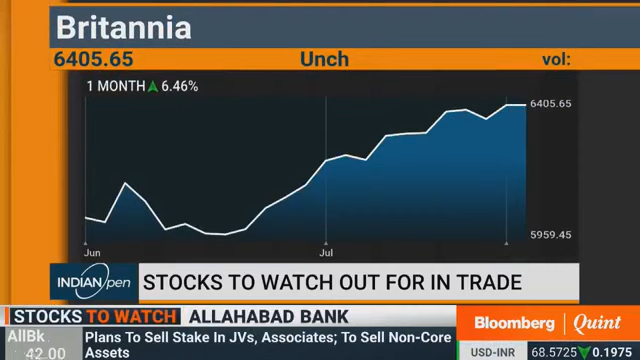 Britannia
6405.65 Unch vol:
1 MONTH ▲ 6.46%
6405.65
5959.45
Jun Jul
INDIAN Open STOCKS TO WATCH OUT FOR IN TRADE
STOCKS TO WATCH ALLAHABAD BANK
AllBk 42.00
Plans To Sell Stake In JVs, Associates; To Sell Non-Core
Assets
Bloomberg | Quint
USD-INR 68.5725 ▼ 0.1975